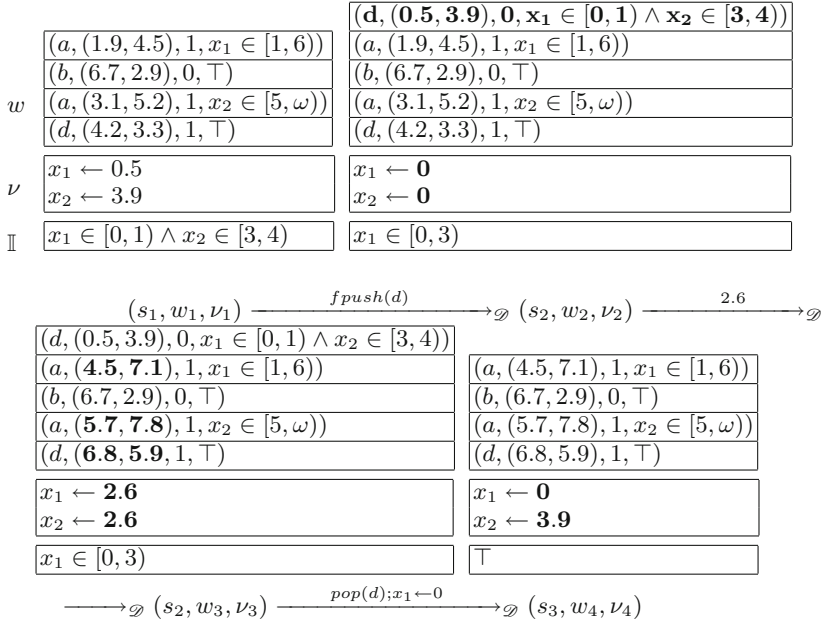 (d, (0.5, 3.9), 0, x₁ ∈ [0, 1) ∧ x₂ ∈ [3, 4))
(a, (1.9, 4.5), 1, x₁ ∈ [1, 6)) (a, (1.9, 4.5), 1, x₁ ∈ [1, 6))
(b, (6.7, 2.9), 0, ⊤) (b, (6.7, 2.9), 0, ⊤)
w (a, (3.1, 5.2), 1, x₂ ∈ [5, ω)) (a, (3.1, 5.2), 1, x₂ ∈ [5, ω))
(d, (4.2, 3.3), 1, ⊤) (d, (4.2, 3.3), 1, ⊤)
x₁ ← 0.5 x₁ ← 0
ν x₂ ← 3.9 x₂ ← 0
𝕀 x₁ ∈ [0, 1) ∧ x₂ ∈ [3, 4) x₁ ∈ [0, 3)
(s₁, w₁, ν₁) fpush(d) →𝒟 (s₂, w₂, ν₂) 2.6 →𝒟
(d, (0.5, 3.9), 0, x₁ ∈ [0, 1) ∧ x₂ ∈ [3, 4))
(a, (4.5, 7.1), 1, x₁ ∈ [1, 6)) (a, (4.5, 7.1), 1, x₁ ∈ [1, 6))
(b, (6.7, 2.9), 0, ⊤) (b, (6.7, 2.9), 0, ⊤)
(a, (5.7, 7.8), 1, x₂ ∈ [5, ω)) (a, (5.7, 7.8), 1, x₂ ∈ [5, ω))
(d, (6.8, 5.9, 1, ⊤) (d, (6.8, 5.9), 1, ⊤)
x₁ ← 2.6 x₁ ← 0
x₂ ← 2.6 x₂ ← 3.9
x₁ ∈ [0, 3) ⊤
→𝒟 (s₂, w₃, ν₃) pop(d);x₁←0 →𝒟 (s₃, w₄, ν₄)